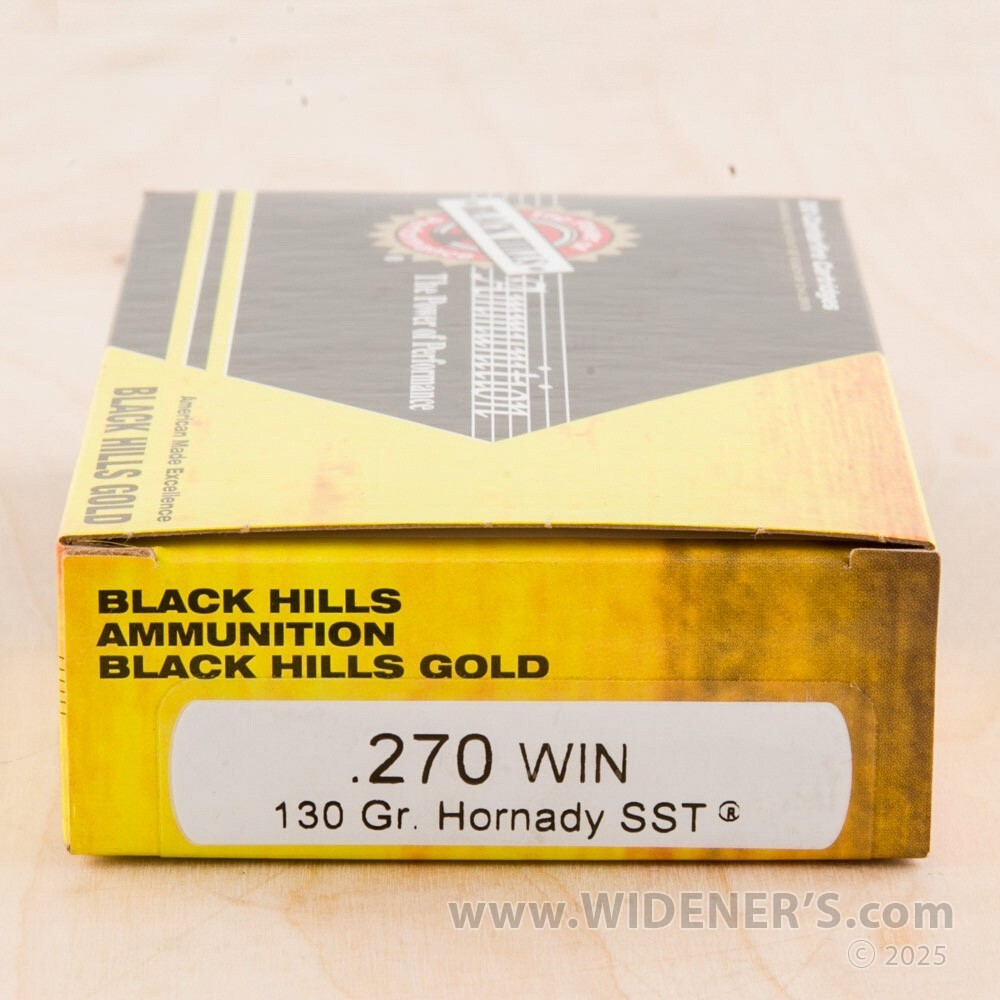 The Power of Performance
American Made Excellence
BLACK HILLS GOLD
BLACK HILLS
AMMUNITION
BLACK HILLS GOLD
.270 WIN
130 Gr. Hornady SST®
www.WIDENER'S.com
© 2025